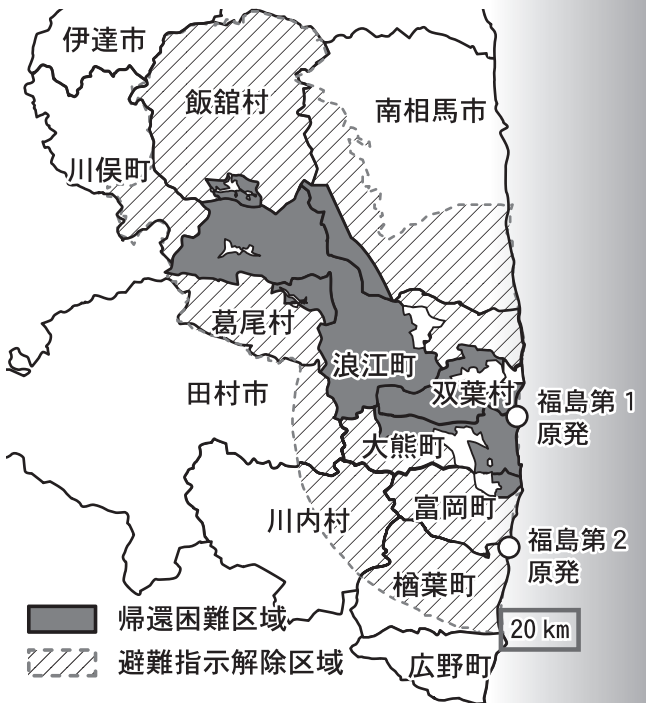 伊達市
飯舘村
南相馬市
川俣町
葛尾村
浪江町
田村市
双葉村
福島第1
原発
大熊町
富岡町
川内村
福島第2
原発
楢葉町
帰還困難区域
20 km
避難指示解除区域
広野町